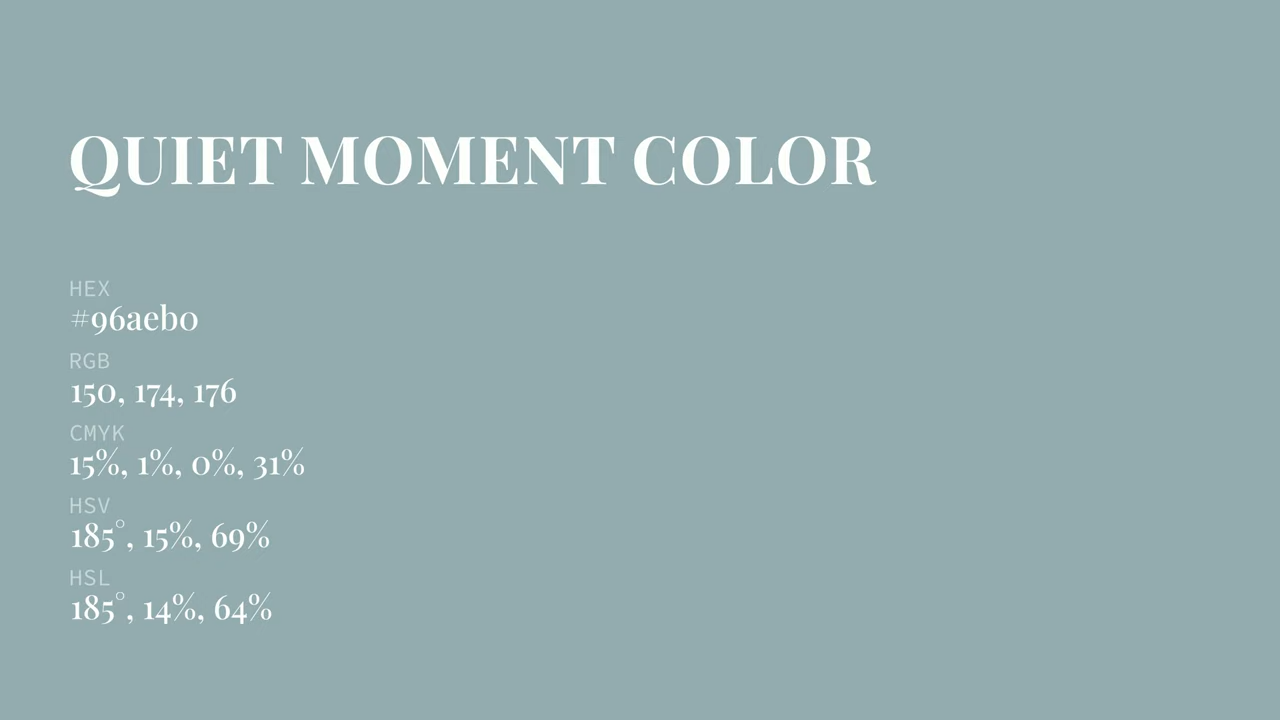 QUIET MOMENT COLOR
HEX
#96aeb0
RGB
150, 174, 176
CMYK
15%, 1%, 0%, 31%
HSV
185°, 15%, 69%
HSL
185°, 14%, 64%